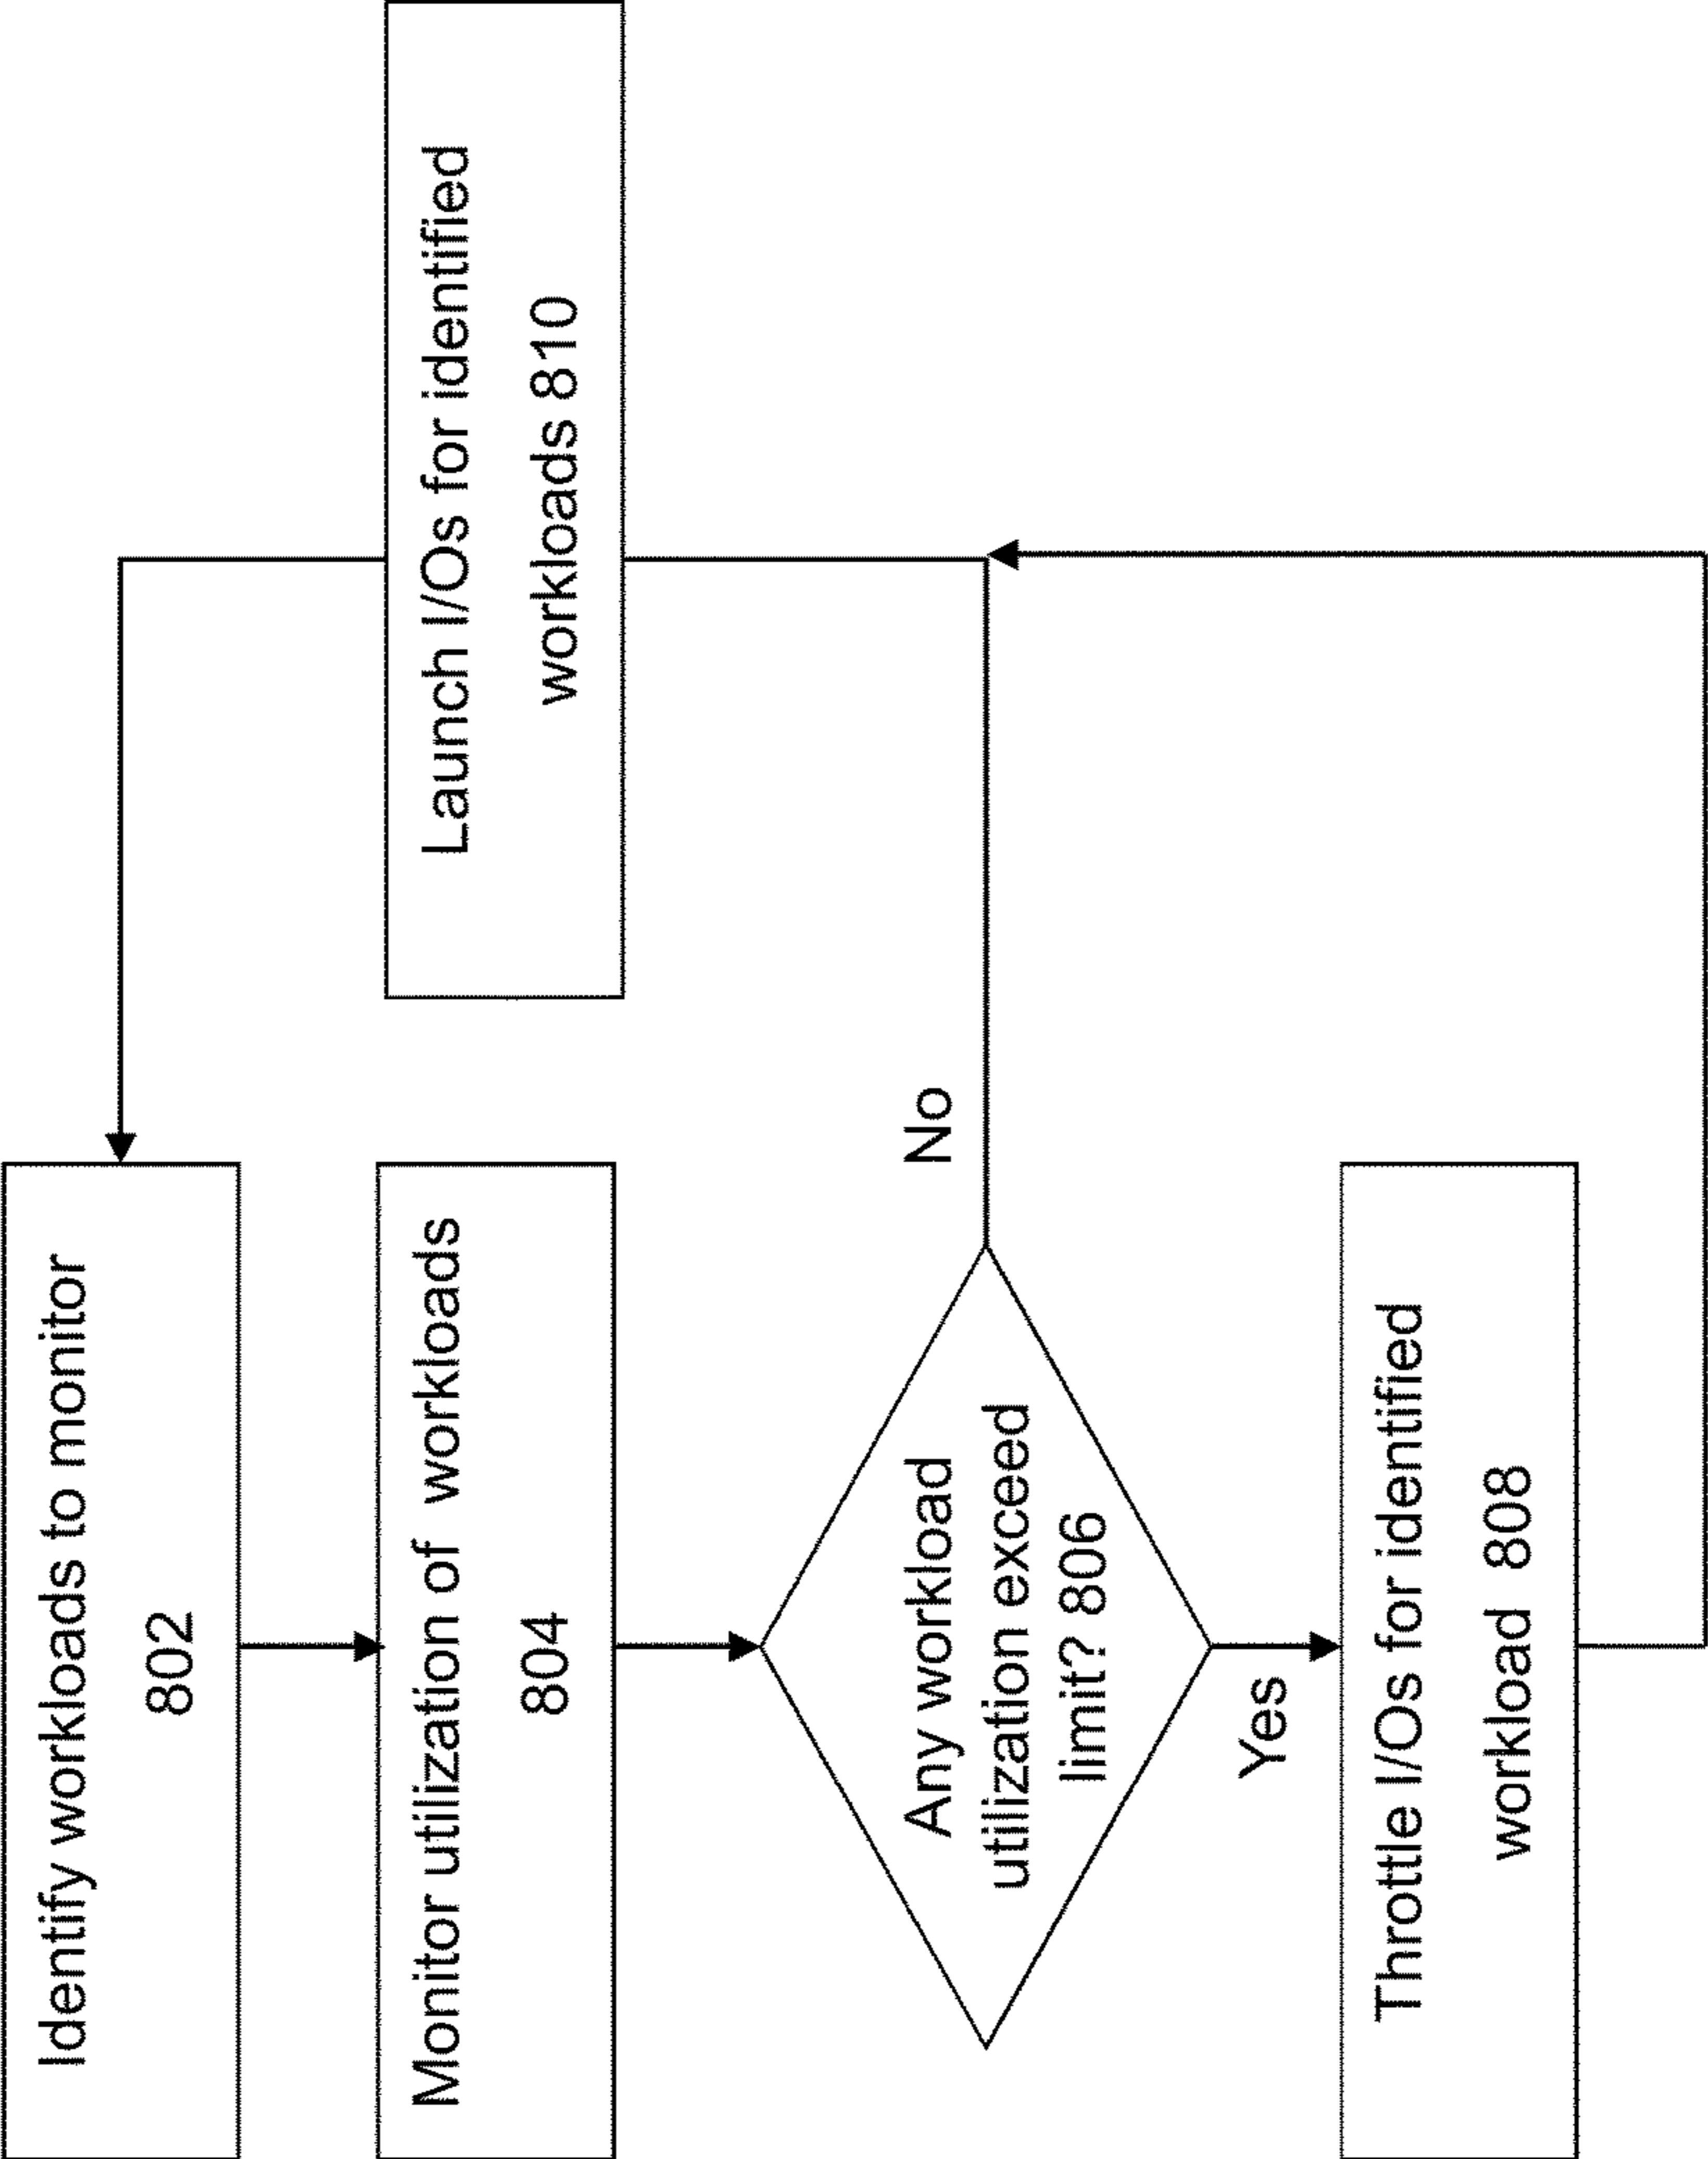 Identify workloads to monitor
802
Monitor utilization of workloads
804
Any workload
utilization exceed
limit? 806
No
Yes
Throttle I/Os for identified
workload 808
Launch I/Os for identified
workloads 810